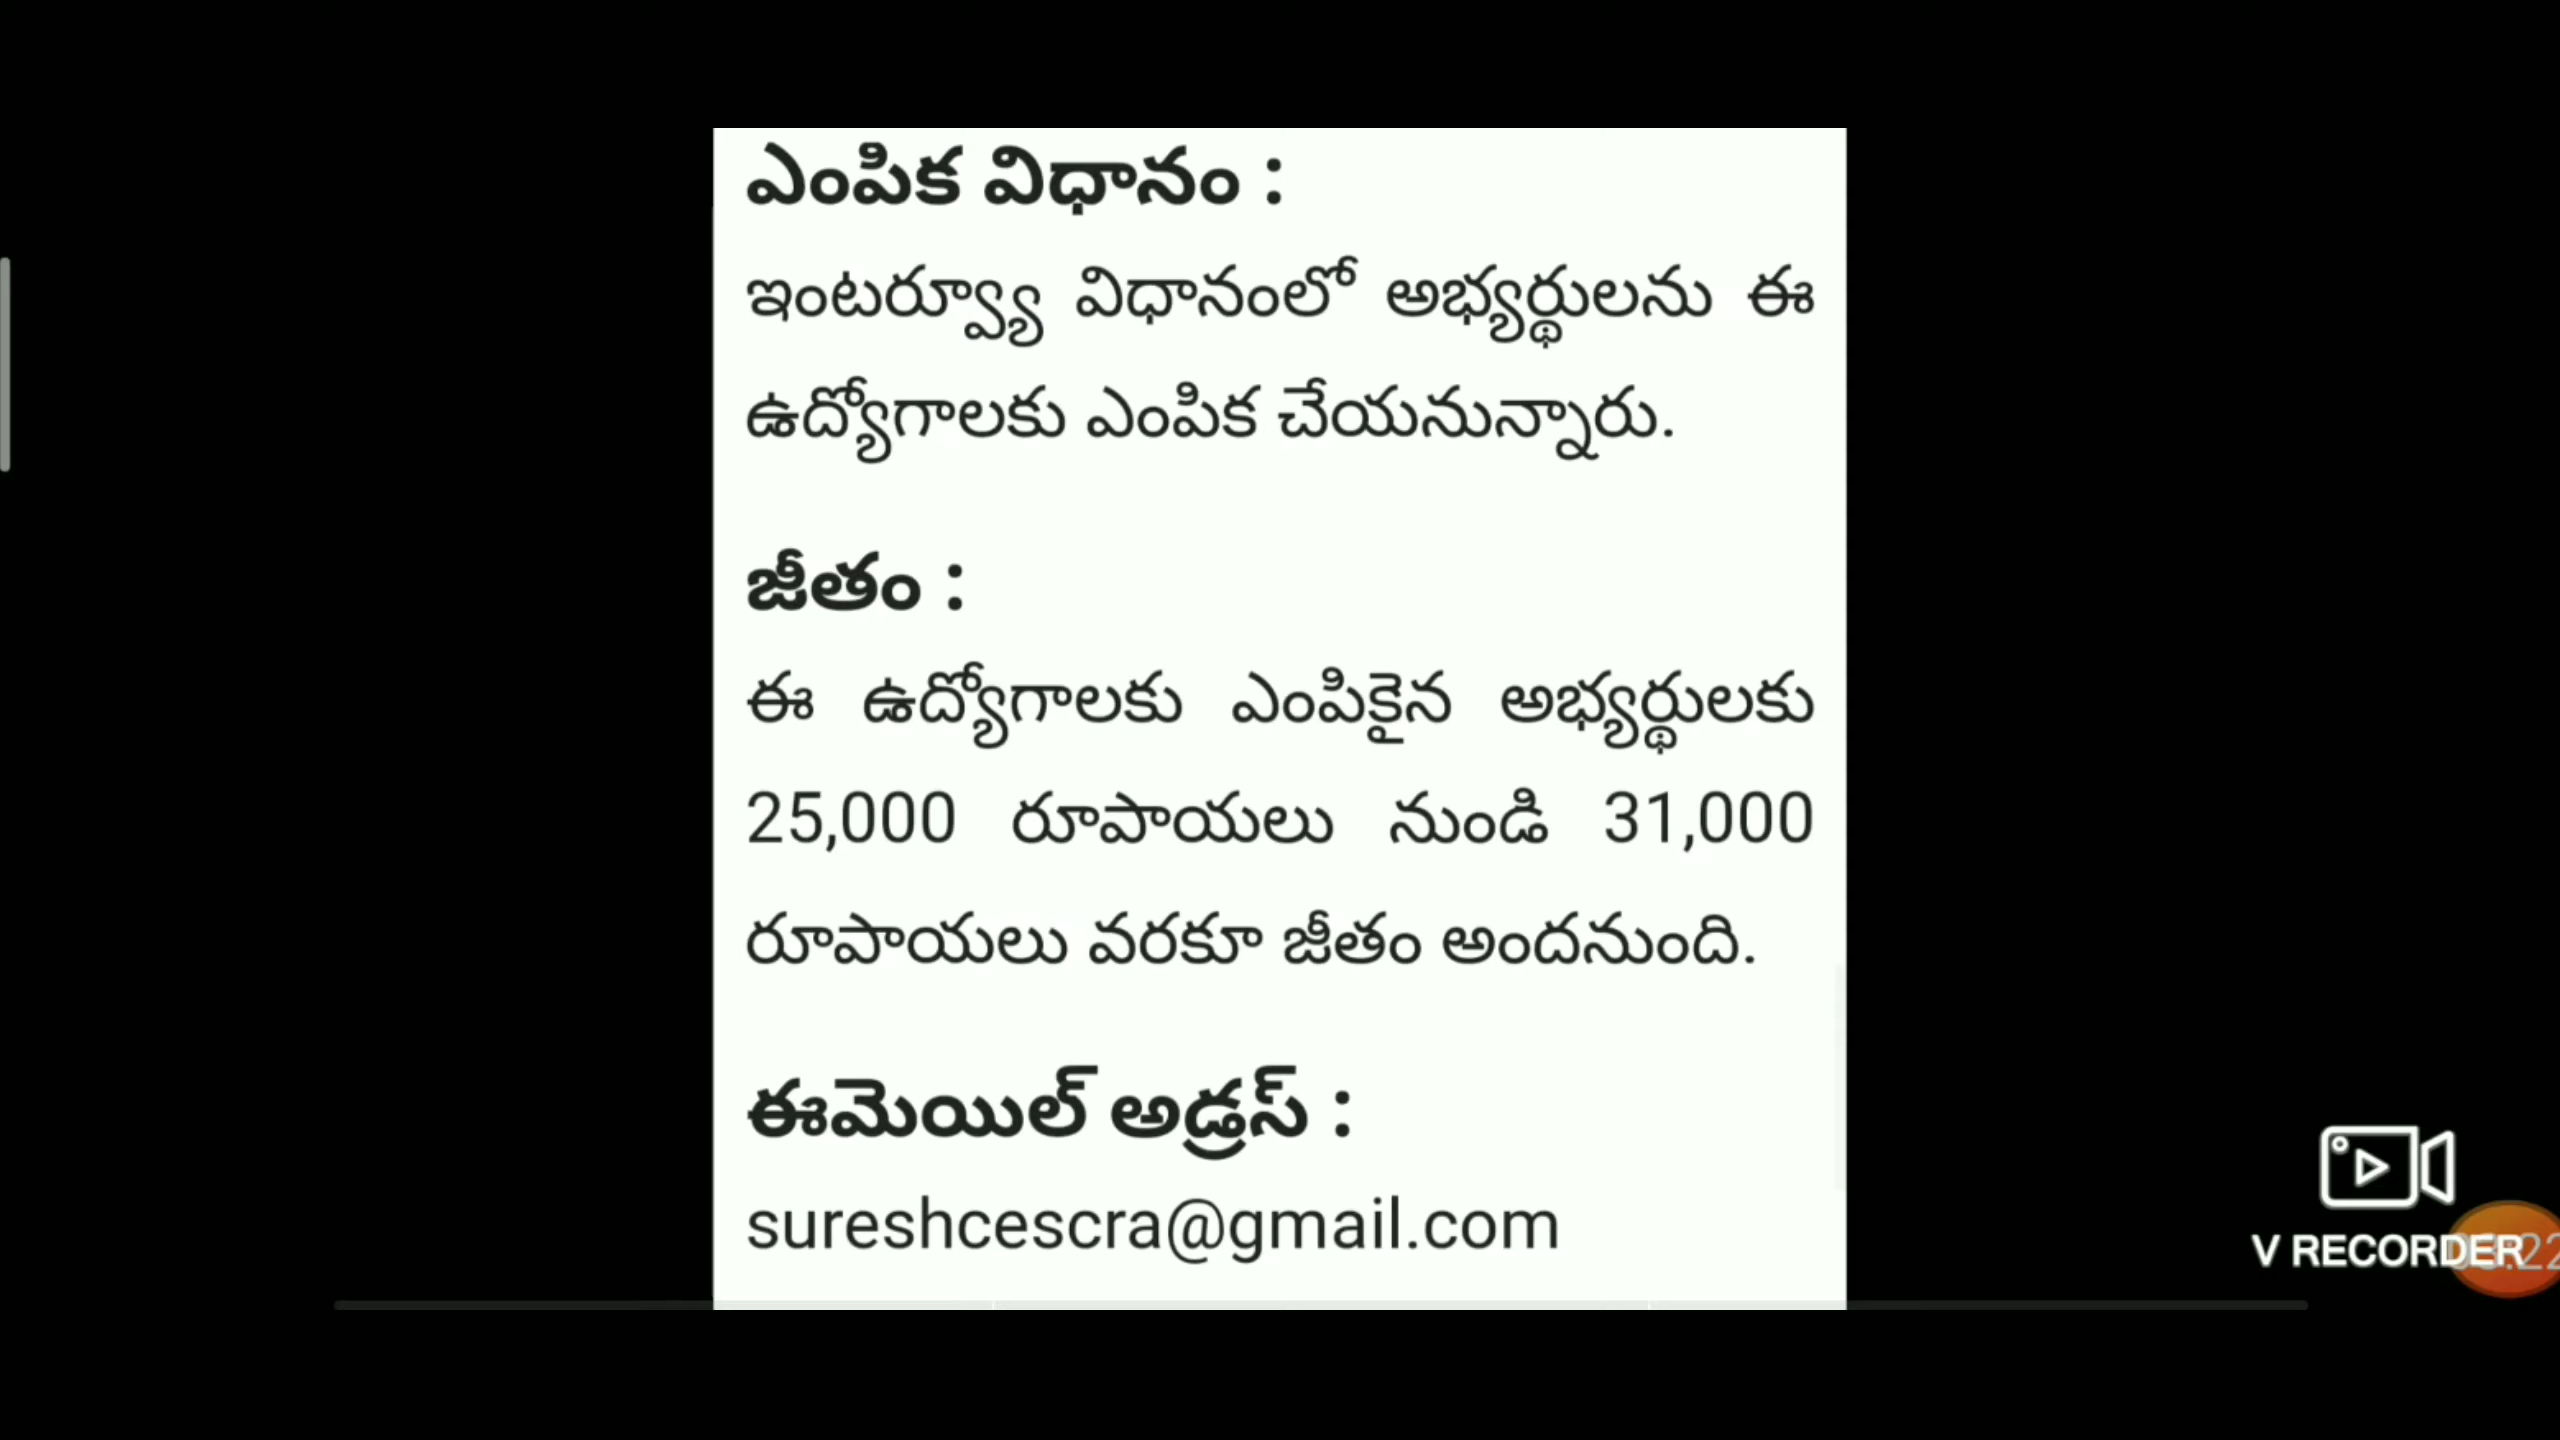 ఎంపిక విధానం :
ఇంటర్వ్యూ విధానంలో అభ్యర్థులను ఈ
ఉద్యోగాలకు ఎంపిక చేయనున్నారు.
జీతం :
ఈ ఉద్యోగాలకు ఎంపికైన అభ్యర్థులకు
25,000 రూపాయలు నుండి 31,000
రూపాయలు వరకూ జీతం అందనుంది.
ఈమెయిల్ అడ్రస్ :
sureshcescra@gmail.com
V RECORDER